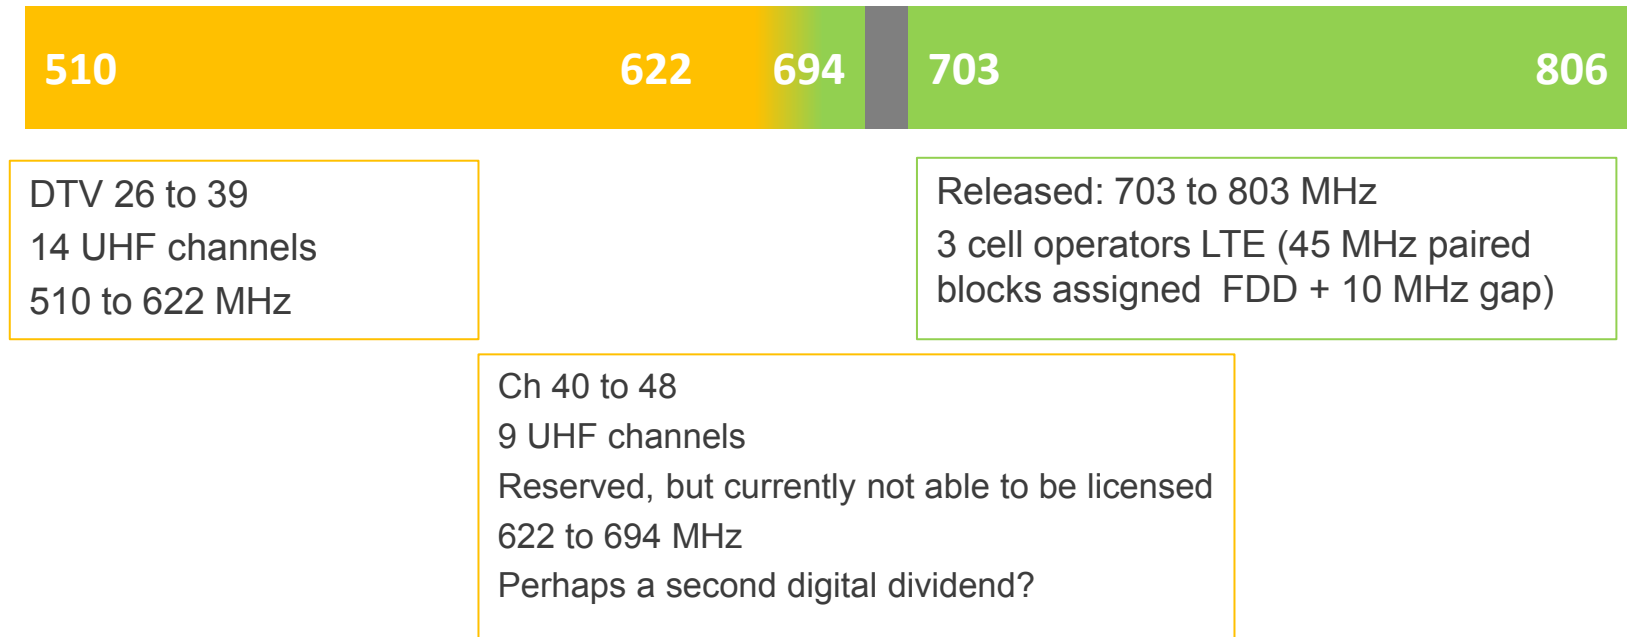 510 622 694 703 806
DTV 26 to 39
14 UHF channels
510 to 622 MHz
Released: 703 to 803 MHz
3 cell operators LTE (45 MHz paired
blocks assigned FDD + 10 MHz gap)
Ch 40 to 48
9 UHF channels
Reserved, but currently not able to be licensed
622 to 694 MHz
Perhaps a second digital dividend?